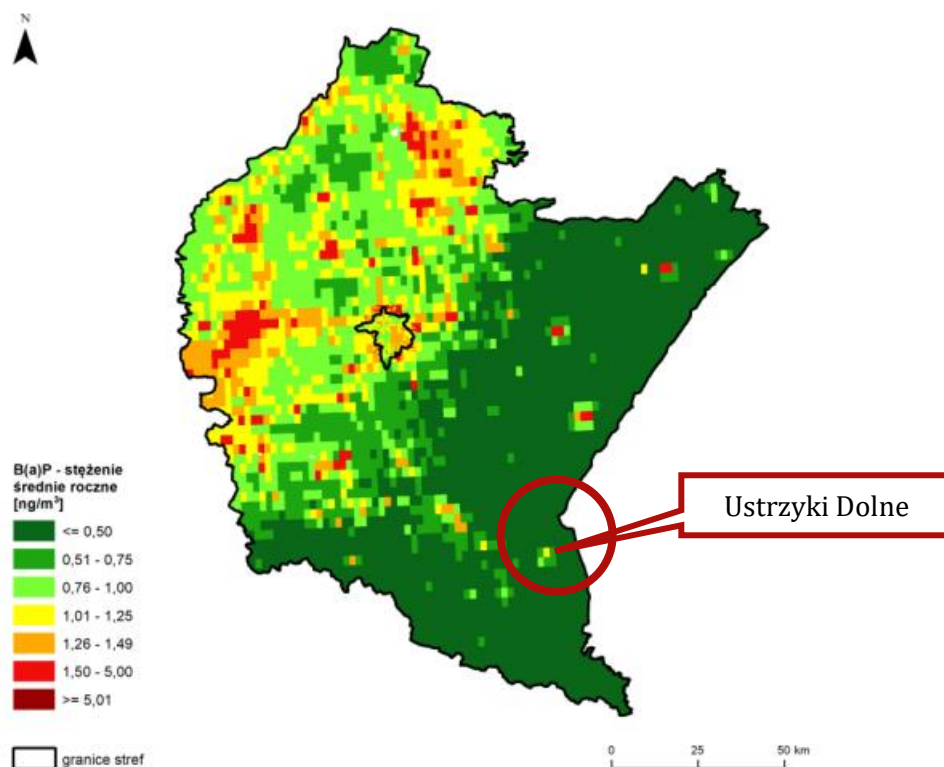 N
Ustrzyki Dolne
B(a)P - stężenie
średnie roczne
[ng/m³]
<= 0,50
0,51 - 0,75
0,76 - 1,00
1,01 - 1,25
1,26 - 1,49
1,50 - 5,00
>= 5,01
granice stref
0 25 50 km